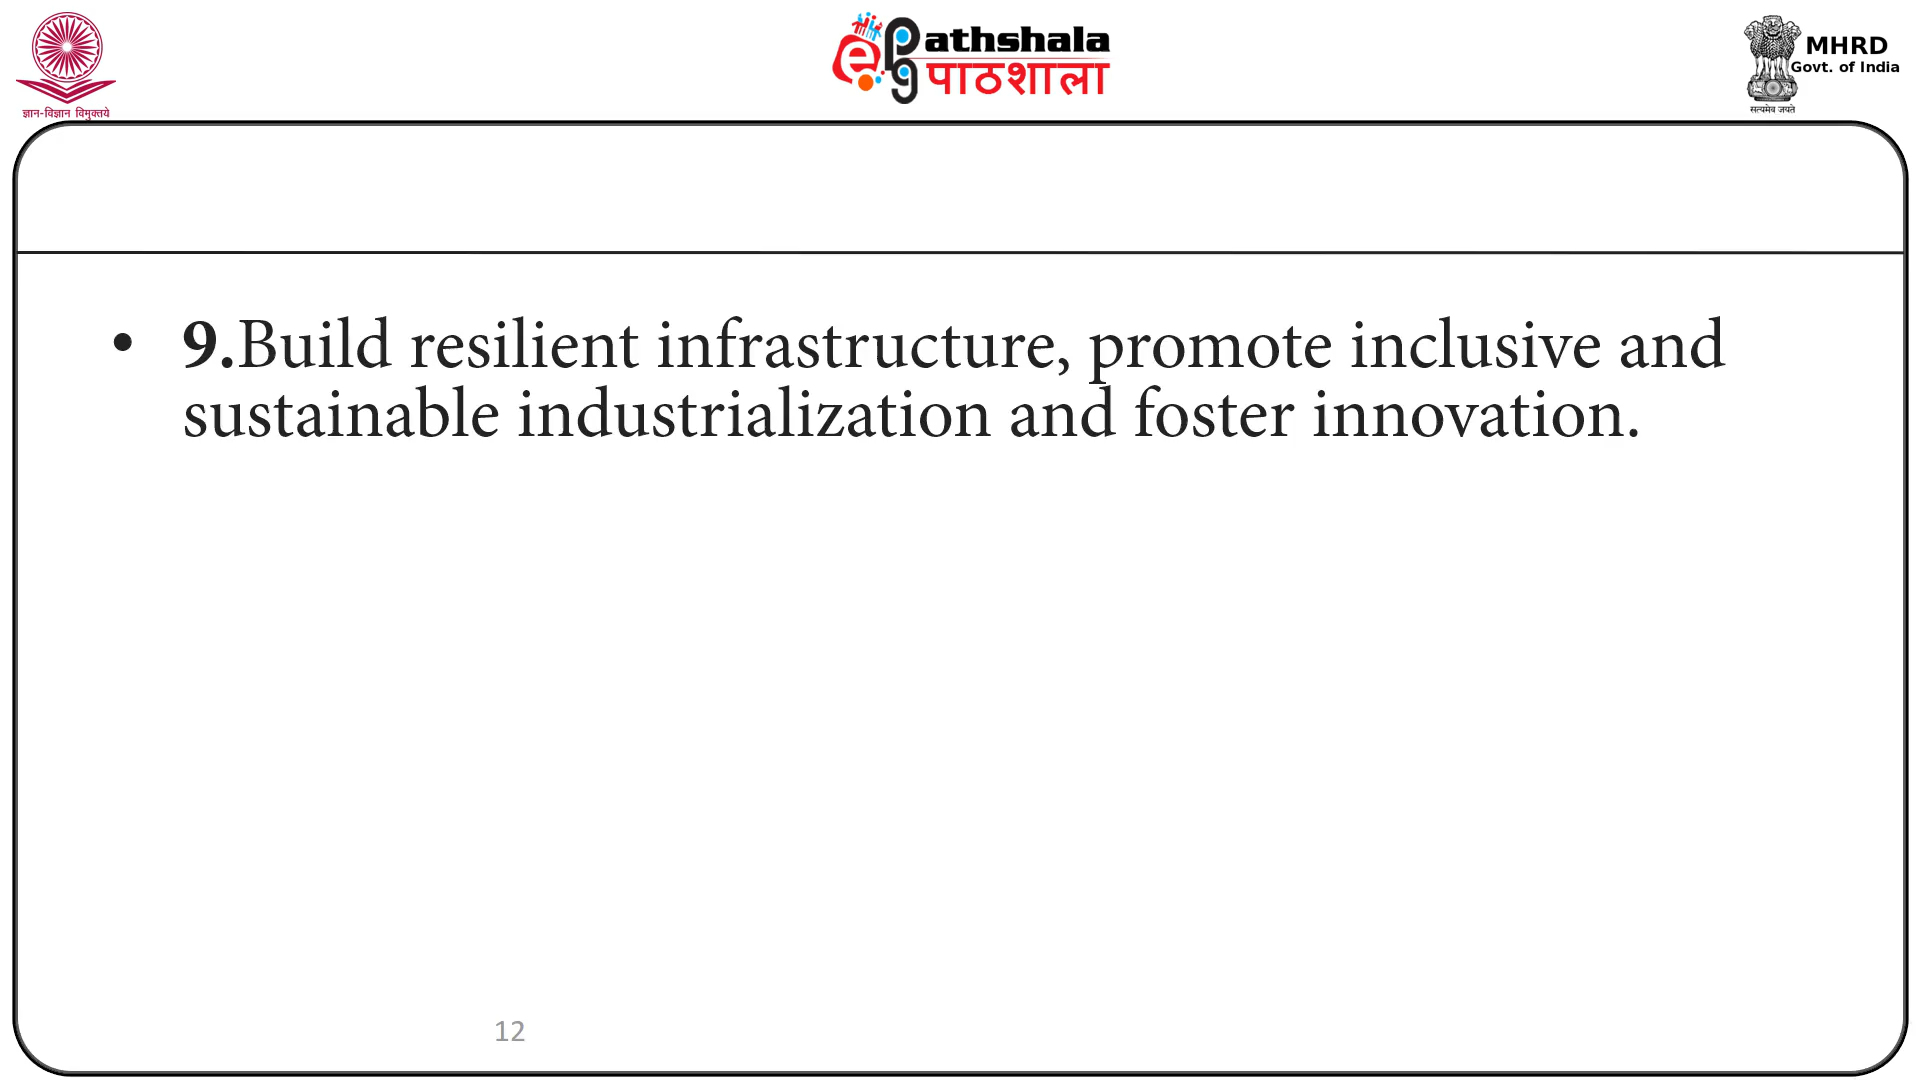 ज्ञान-विज्ञान विमुक्तये
e
Pg
athshala
पाठशाला
MHRD
Govt. of India
सत्यमेव जयते
• 9.Build resilient infrastructure, promote inclusive and
sustainable industrialization and foster innovation.
12